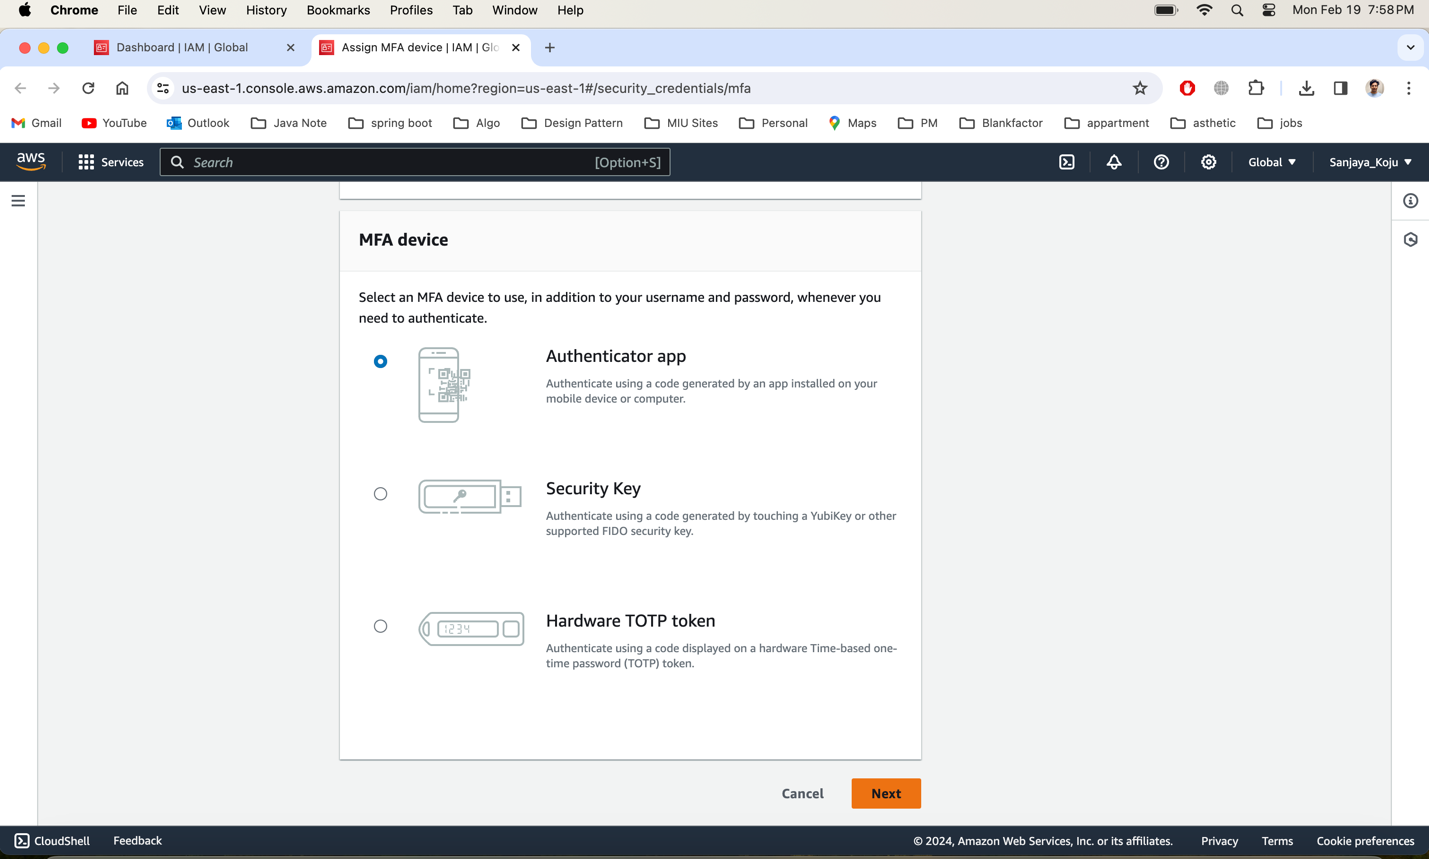 Chrome File Edit View History Bookmarks Profiles Tab Window Help Mon Feb 19 7:58 PM
Dashboard | IAM | Global Assign MFA device | IAM | Glo
us-east-1.console.aws.amazon.com/iam/home?region=us-east-1#/security_credentials/mfa
Gmail YouTube Outlook Java Note spring boot Algo Design Pattern MIU Sites Personal Maps PM Blankfactor appartment asthetic jobs
aws Services Search [Option+S] Global Sanjaya_Koju
MFA device
Select an MFA device to use, in addition to your username and password, whenever you
need to authenticate.
Authenticator app
Authenticate using a code generated by an app installed on your
mobile device or computer.
Security Key
Authenticate using a code generated by touching a YubiKey or other
supported FIDO security key.
1234
Hardware TOTP token
Authenticate using a code displayed on a hardware Time-based one-
time password (TOTP) token.
Cancel Next
CloudShell Feedback © 2024, Amazon Web Services, Inc. or its affiliates. Privacy Terms Cookie preferences